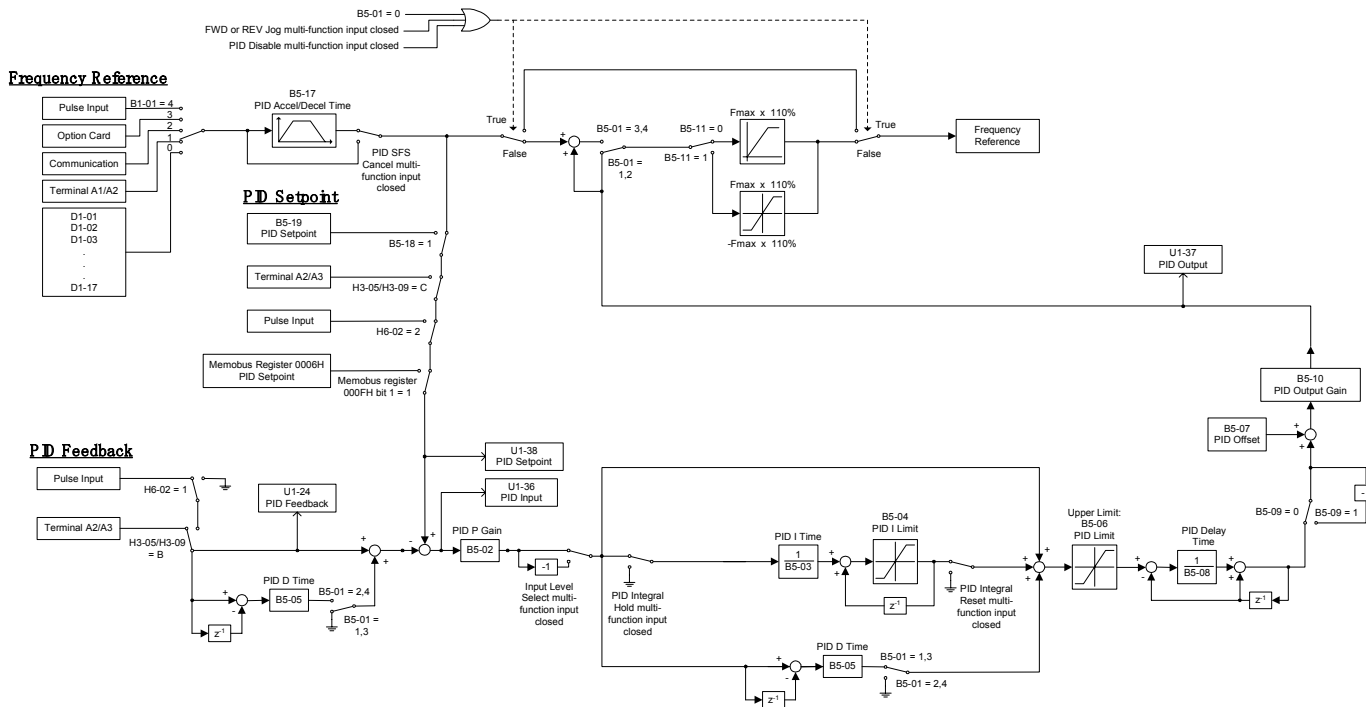 B5-01 = 0
FWD or REV Jog multi-function input closed
PID Disable multi-function input closed
Frequency Reference
Pulse Input
Option Card
Communication
Terminal A1/A2
D1-01
D1-02
D1-03
.
.
.
D1-17
B1-01 = 4
3
2
1
0
B5-17
PID Accel/Decel Time
PID SFS
Cancel multi-
function input
closed
True
False
+
+
B5-01 = 3,4
B5-01 =
1,2
B5-11 = 0
B5-11 = 1
Fmax x 110%
Fmax x 110%
-Fmax x 110%
True
False
Frequency
Reference
PID Setpoint
B5-19
PID Setpoint
B5-18 = 1
Terminal A2/A3
H3-05/H3-09 = C
Pulse Input
H6-02 = 2
Memobus Register 0006H
PID Setpoint
Memobus register
000FH bit 1 = 1
U1-37
PID Output
B5-10
PID Output Gain
B5-07
PID Offset
+
+
PID Feedback
Pulse Input
H6-02 = 1
Terminal A2/A3
H3-05/H3-09
= B
U1-24
PID Feedback
U1-38
PID Setpoint
U1-36
PID Input
+
+
-
+
PID D Time
B5-05
+
-
z-1
B5-01 = 2,4
B5-01 =
1,3
PID P Gain
B5-02
-1
Input Level
Select multi-
function input
closed
PID Integral
Hold multi-
function input
closed
PID I Time
1
B5-03
+
+
B5-04
PID I Limit
z-1
PID Integral
Reset multi-
function input
closed
+
+
+
PID D Time
B5-05
+
-
z-1
B5-01 = 1,3
B5-01 = 2,4
Upper Limit:
B5-06
PID Limit
+
-
PID Delay
Time
1
B5-08
+
+
z-1
B5-09 = 0
B5-09 = 1
-